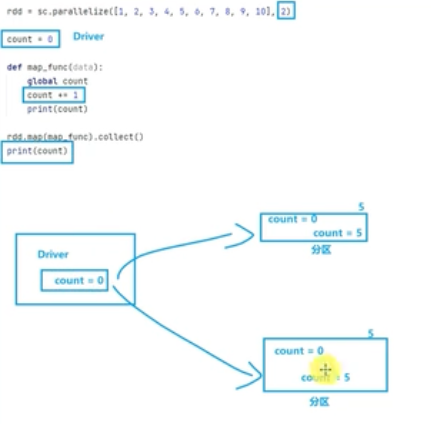 rdd = sc.parallelize([1, 2, 3, 4, 5, 6, 7, 8, 9, 10], 2)
count = 0 Driver
def map_func(data):
global count
count += 1
print(count)
rdd.map(map_func).collect()
print(count)
5
count = 0
count = 5
分区
Driver
count = 0
5
count = 0
count = 5
分区